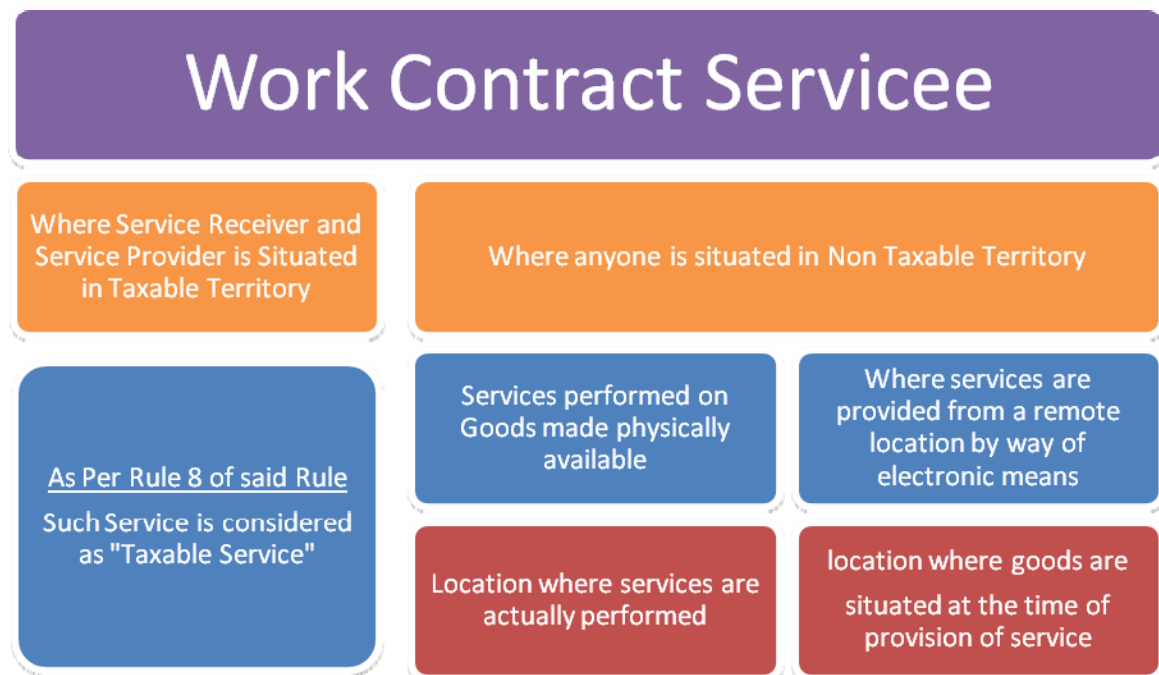 Work Contract Servicee
Where Service Receiver and
Service Provider is Situated
in Taxable Territory
Where anyone is situated in Non Taxable Territory
As Per Rule 8 of said Rule
Such Service is considered
as "Taxable Service"
Services performed on
Goods made physically
available
Where services are
provided from a remote
location by way of
electronic means
Location where services are
actually performed
location where goods are
situated at the time of
provision of service